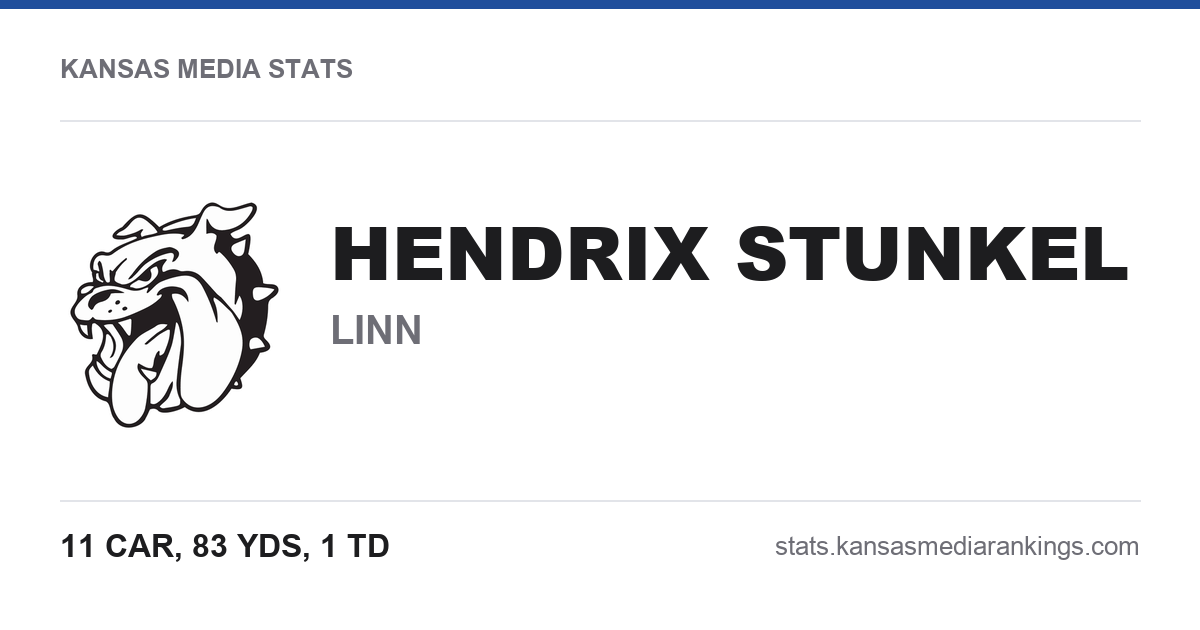 KANSAS MEDIA STATS
HENDRIX STUNKEL
LINN
11 CAR, 83 YDS, 1 TD
stats.kansasmediarankings.com